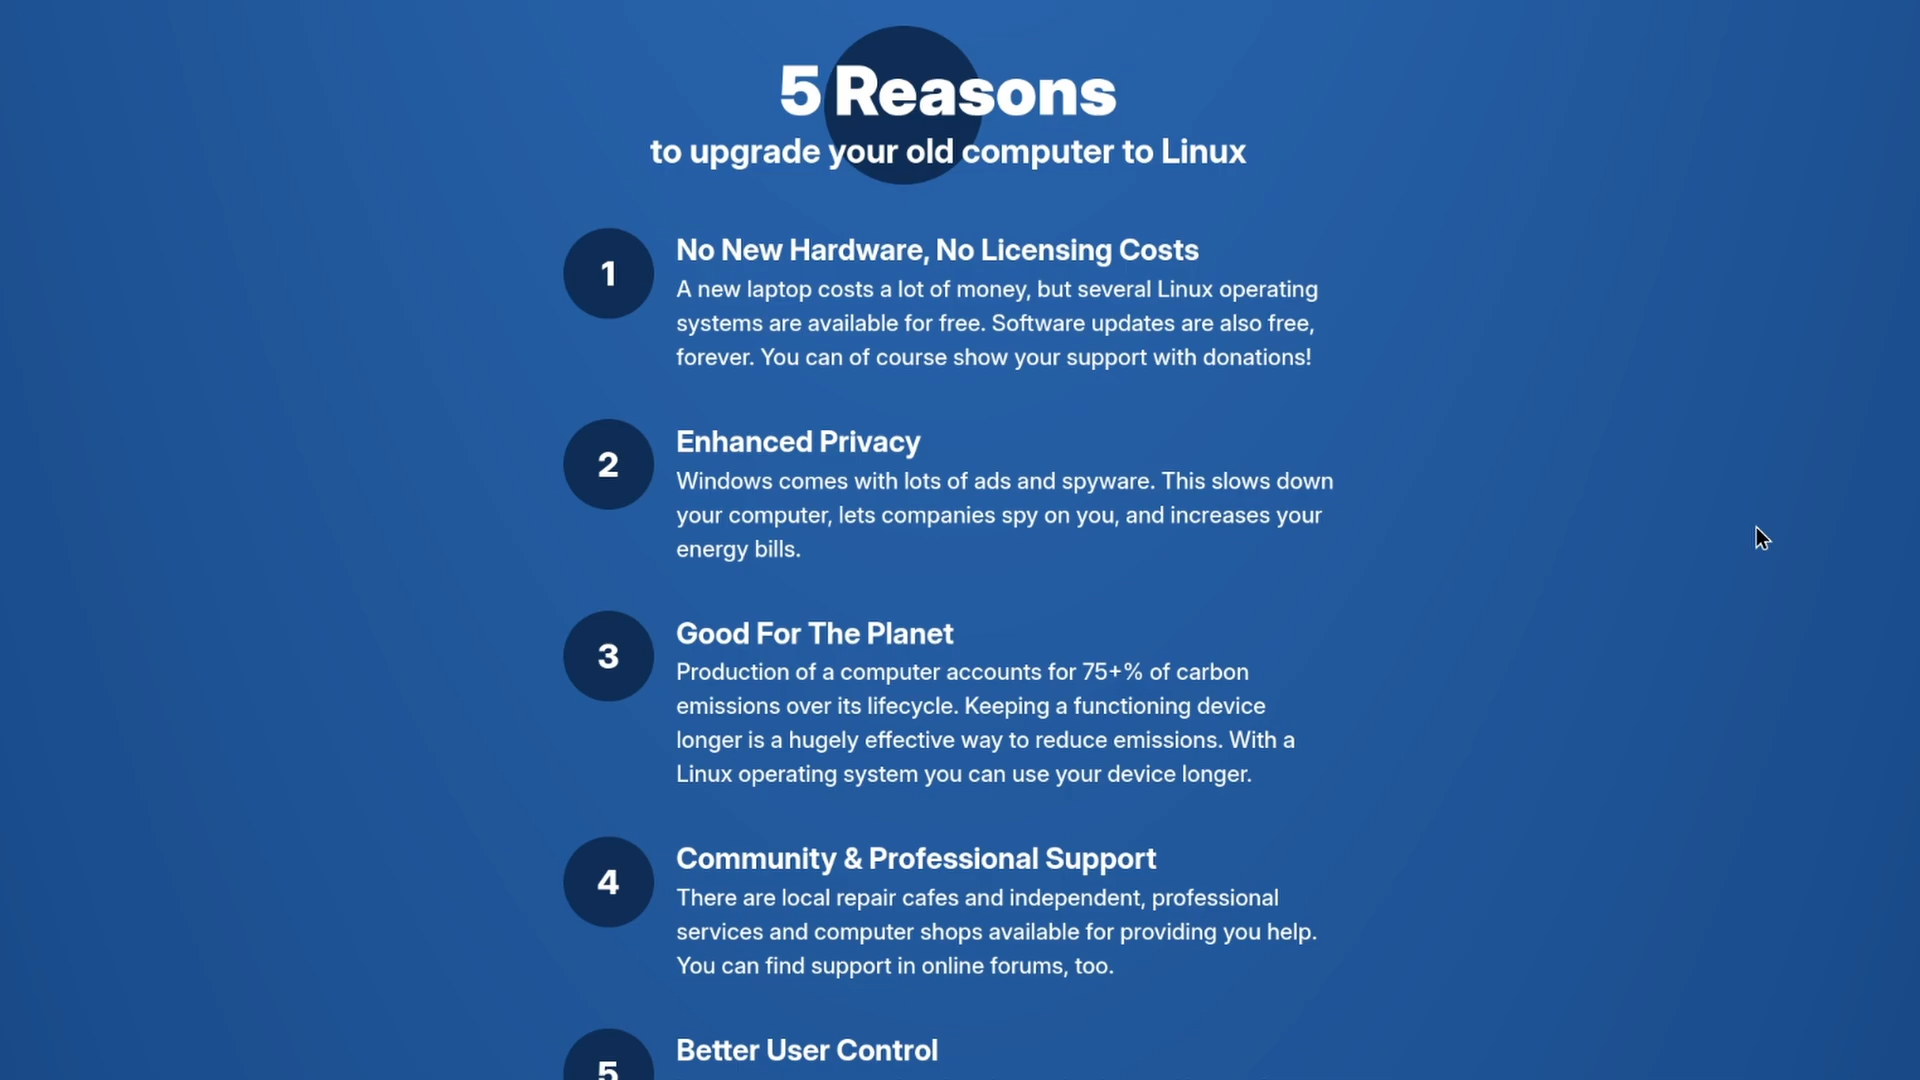 5 Reasons
to upgrade your old computer to Linux
1
No New Hardware, No Licensing Costs
A new laptop costs a lot of money, but several Linux operating
systems are available for free. Software updates are also free,
forever. You can of course show your support with donations!
2
Enhanced Privacy
Windows comes with lots of ads and spyware. This slows down
your computer, lets companies spy on you, and increases your
energy bills.
3
Good For The Planet
Production of a computer accounts for 75+% of carbon
emissions over its lifecycle. Keeping a functioning device
longer is a hugely effective way to reduce emissions. With a
Linux operating system you can use your device longer.
4
Community & Professional Support
There are local repair cafes and independent, professional
services and computer shops available for providing you help.
You can find support in online forums, too.
5
Better User Control